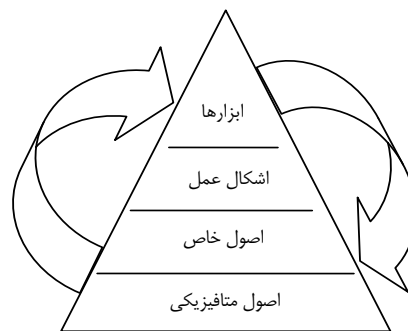 ابزارها
اشکال عمل
اصول خاص
اصول متافیزیکی